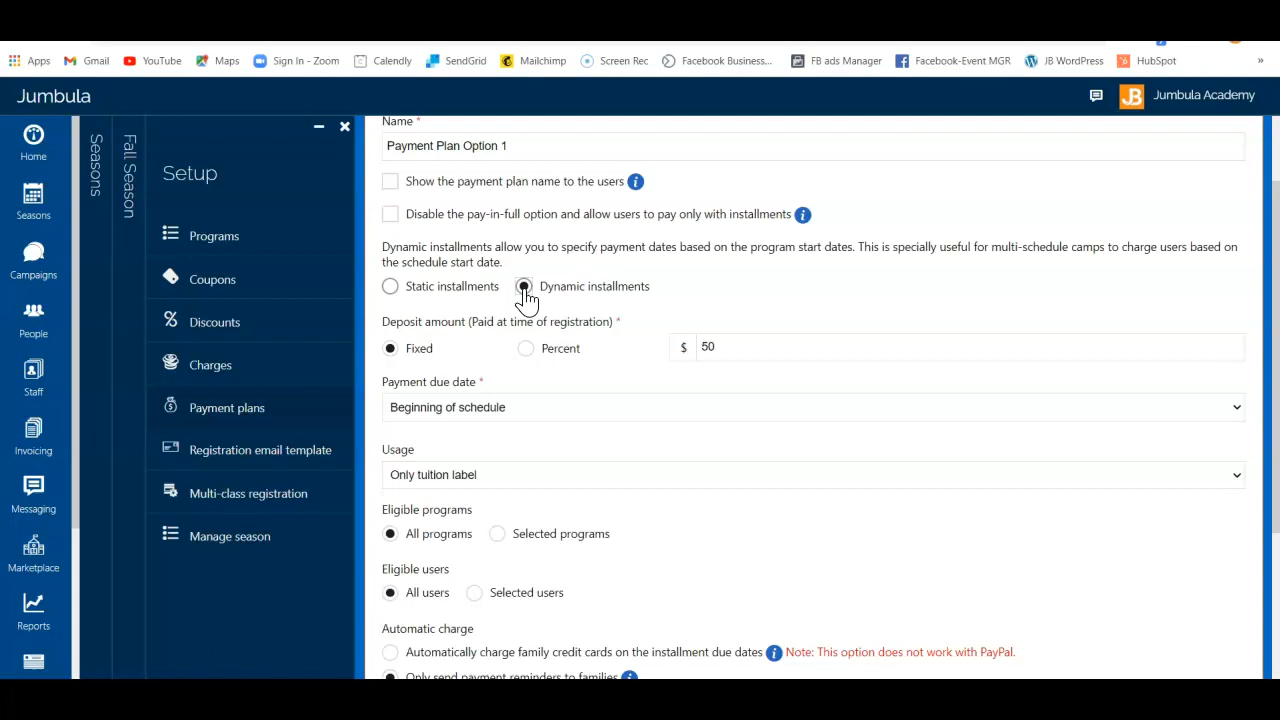 Apps
Gmail
YouTube
Maps
Sign In - Zoom
Calendly
SendGrid
Mailchimp
Screen Rec
Facebook Business...
FB ads Manager
Facebook-Event MGR
JB WordPress
HubSpot
»
Jumbula
JB
Jumbula Academy
Home
Seasons
Campaigns
People
Staff
Invoicing
Messaging
Marketplace
Reports
Seasons
Fall Season
Setup
Programs
Coupons
Discounts
Charges
Payment plans
Registration email template
Multi-class registration
Manage season
Name *
Payment Plan Option 1
Show the payment plan name to the users i
Disable the pay-in-full option and allow users to pay only with installments i
Dynamic installments allow you to specify payment dates based on the program start dates. This is specially useful for multi-schedule camps to charge users based on
the schedule start date.
Static installments Dynamic installments
Deposit amount (Paid at time of registration) *
Fixed Percent $ 50
Payment due date *
Beginning of schedule
Usage
Only tuition label
Eligible programs
All programs Selected programs
Eligible users
All users Selected users
Automatic charge
Automatically charge family credit cards on the installment due dates i Note: This option does not work with PayPal.
Only send payment reminders to families i